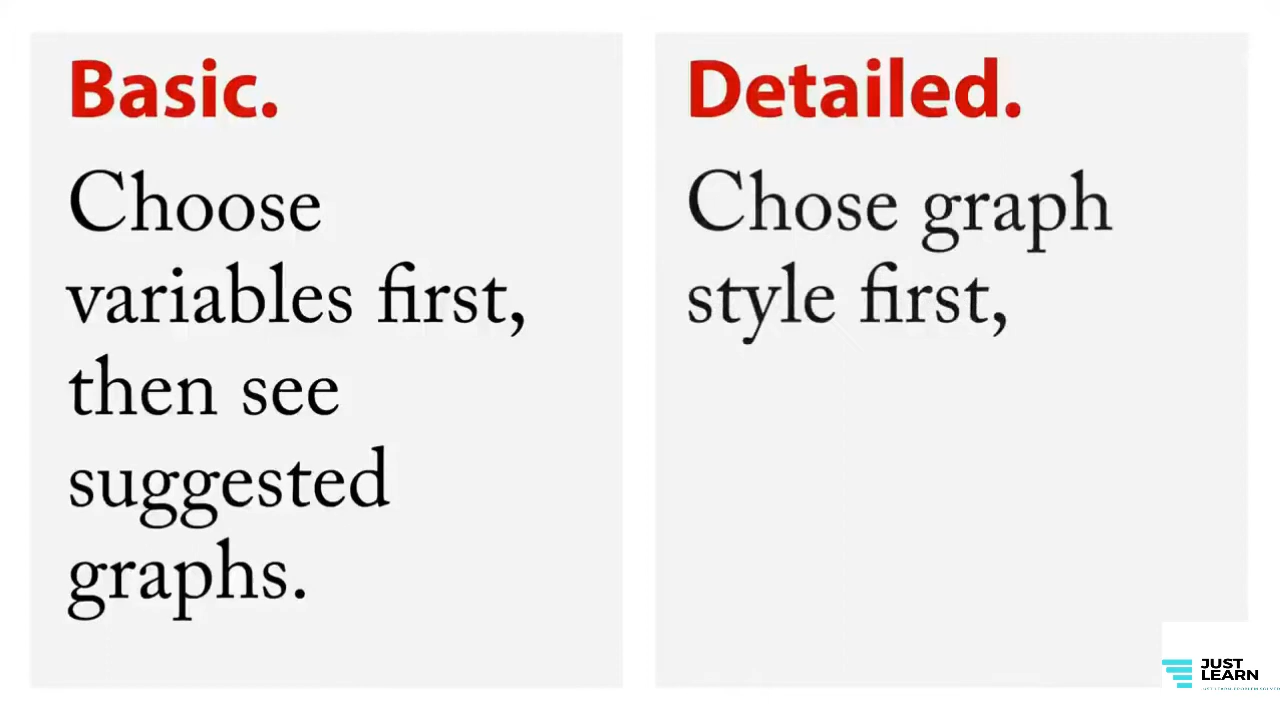 Basic.
Choose
variables first,
then see
suggested
graphs.
Detailed.
Chose graph
style first,
JUST
LEARN